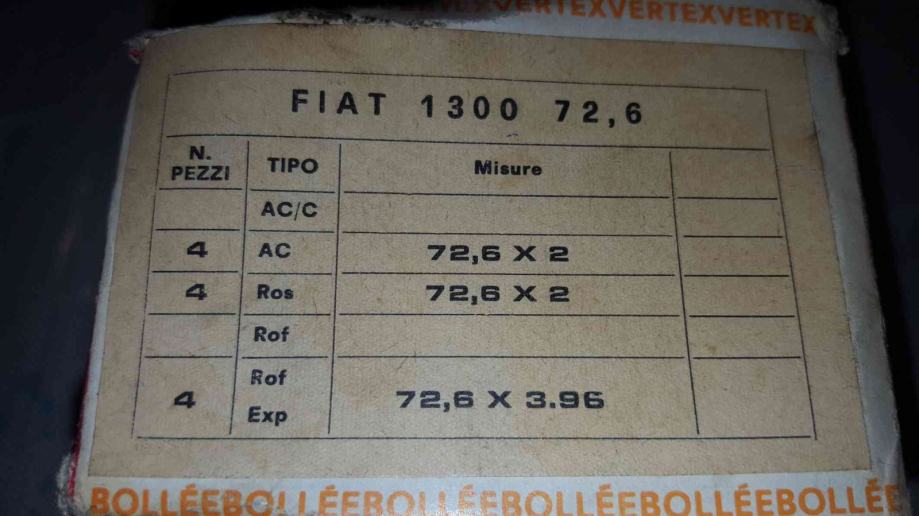 VERTEXVERTEXVERTEX
FIAT 1300 72,6
N. PEZZI TIPO Misure
AC/C
4 AC 72,6 X 2
4 Ros 72,6 X 2
Rof
4 Rof Exp 72,6 X 3.96
BOLLÉEBOLLÉEBOLLÉEBOLLÉEBOLLÉEBOLLÉE